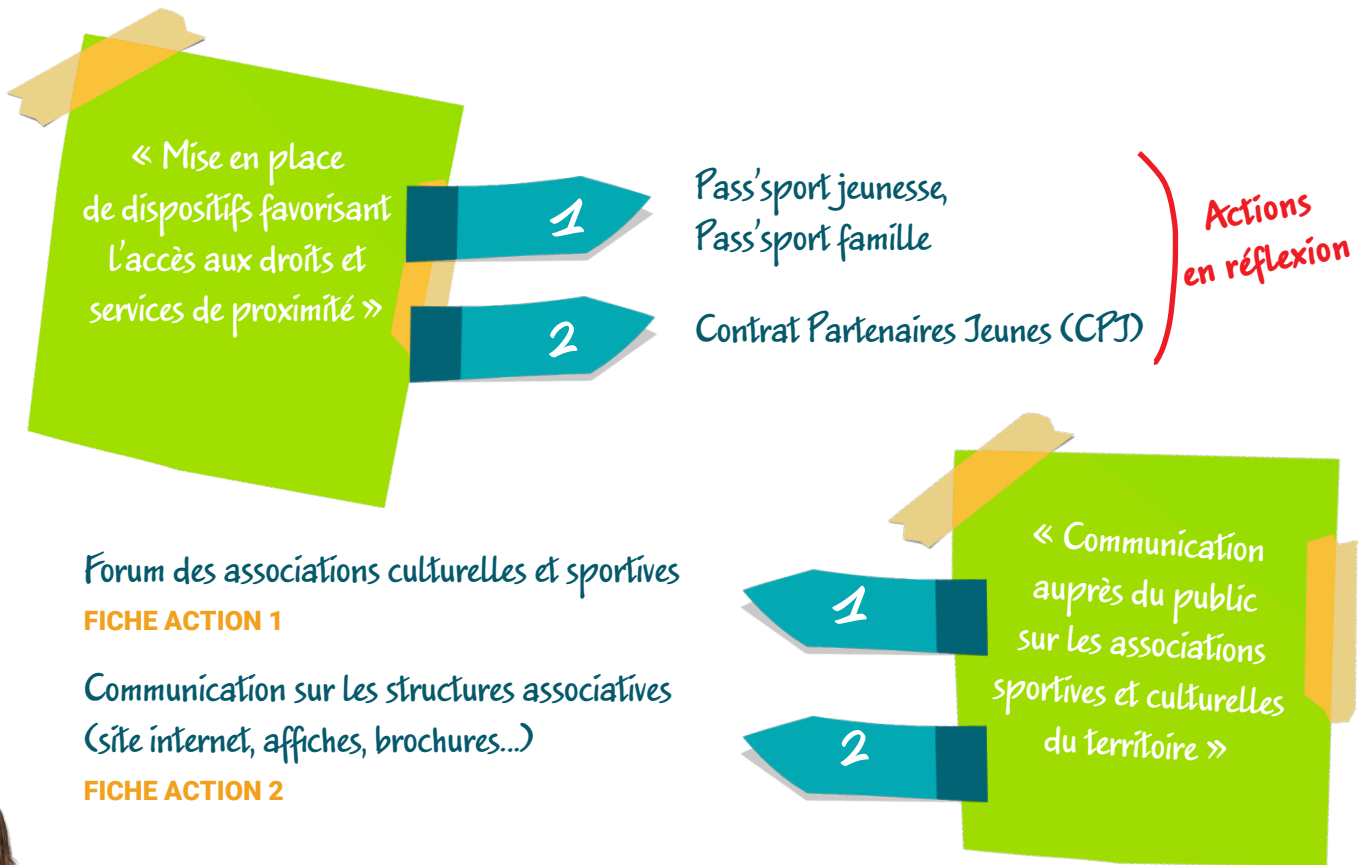 « Mise en place
de dispositifs favorisant
l'accès aux droits et
services de proximité »
1
Pass'sport jeunesse,
Pass'sport famille
2
Contrat Partenaires Jeunes (CPJ)
Actions
en réflexion
« Communication
auprès du public
sur les associations
sportives et culturelles
du territoire »
1
Forum des associations culturelles et sportives
FICHE ACTION 1
2
Communication sur les structures associatives
(site internet, affiches, brochures...)
FICHE ACTION 2